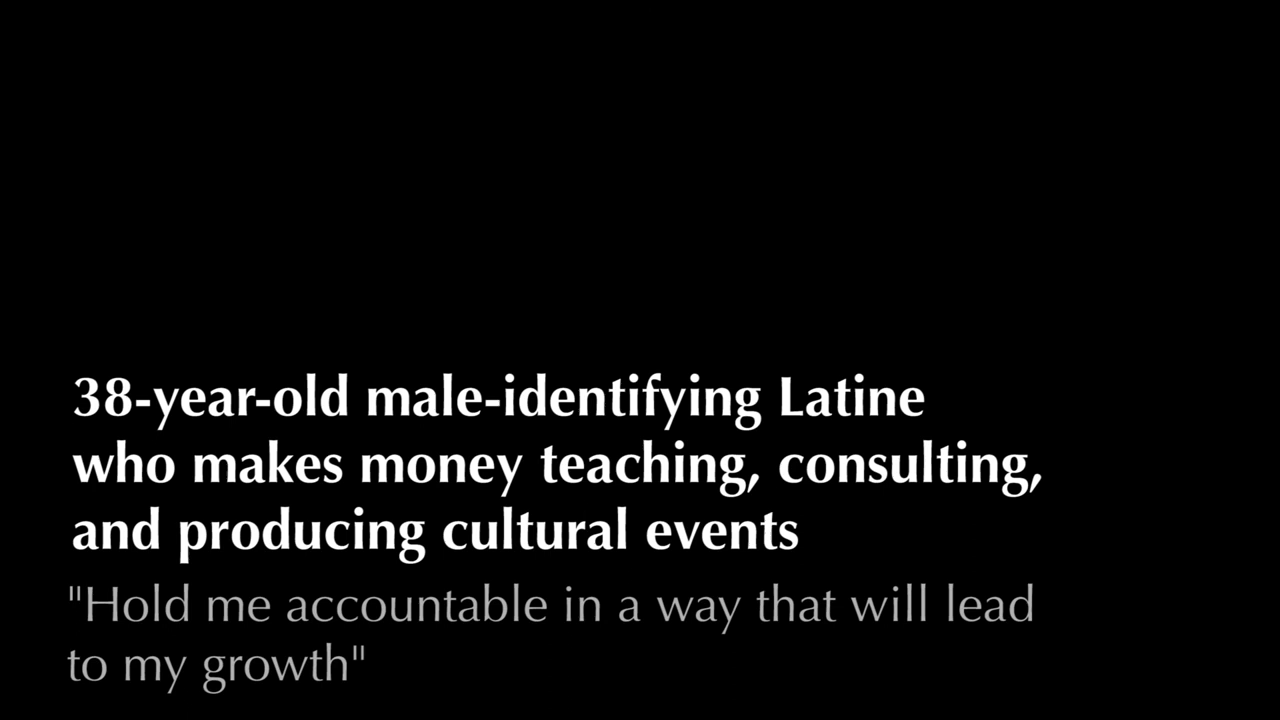 38-year-old male-identifying Latine
who makes money teaching, consulting,
and producing cultural events
"Hold me accountable in a way that will lead
to my growth"